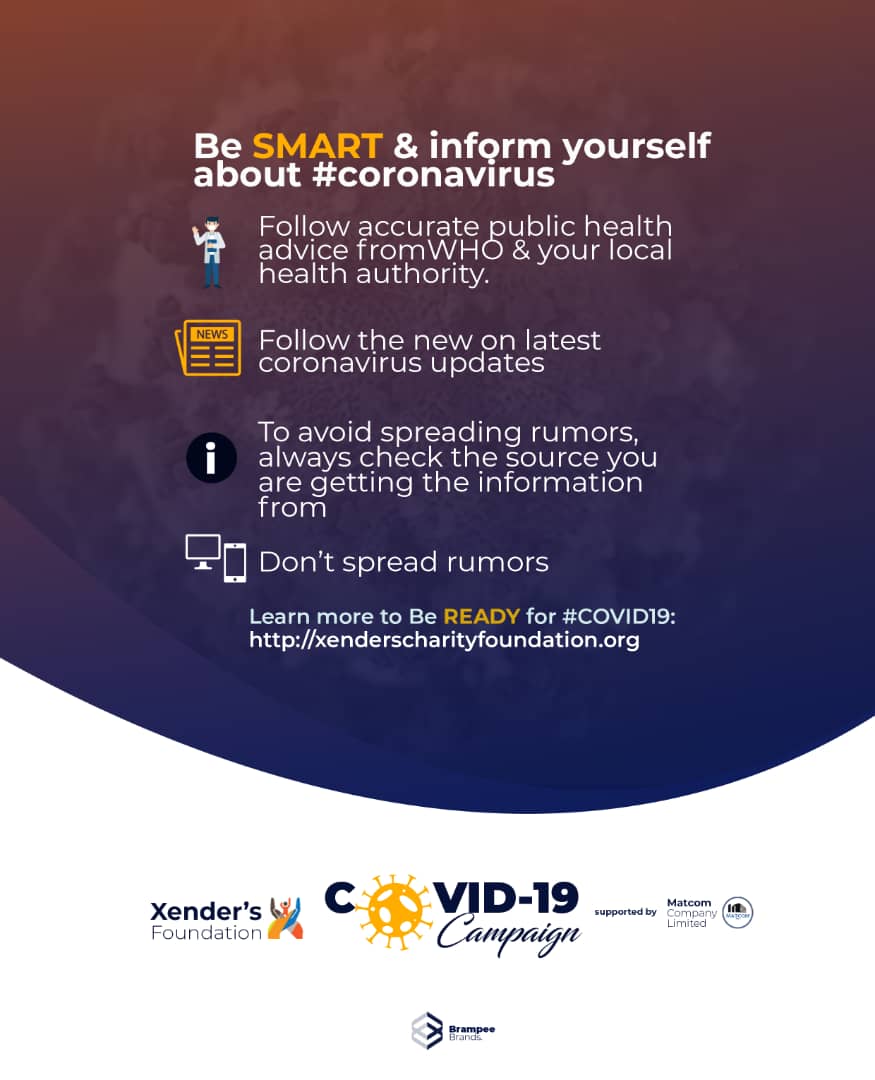 Be SMART & inform yourself
about #coronavirus
Follow accurate public health
advice fromWHO & your local
health authority.
NEWS
Follow the new on latest
coronavirus updates
To avoid spreading rumors,
i
always check the source you
are getting the information
from
Don't spread rumors
Learn more to Be READY for #COVID19:
http://xenderscharityfoundation.org
Xender's
Foundation
COVID-19
Campaign
supported by
Matcom
Company
Limited
MATCOM
Brampee
Brands.